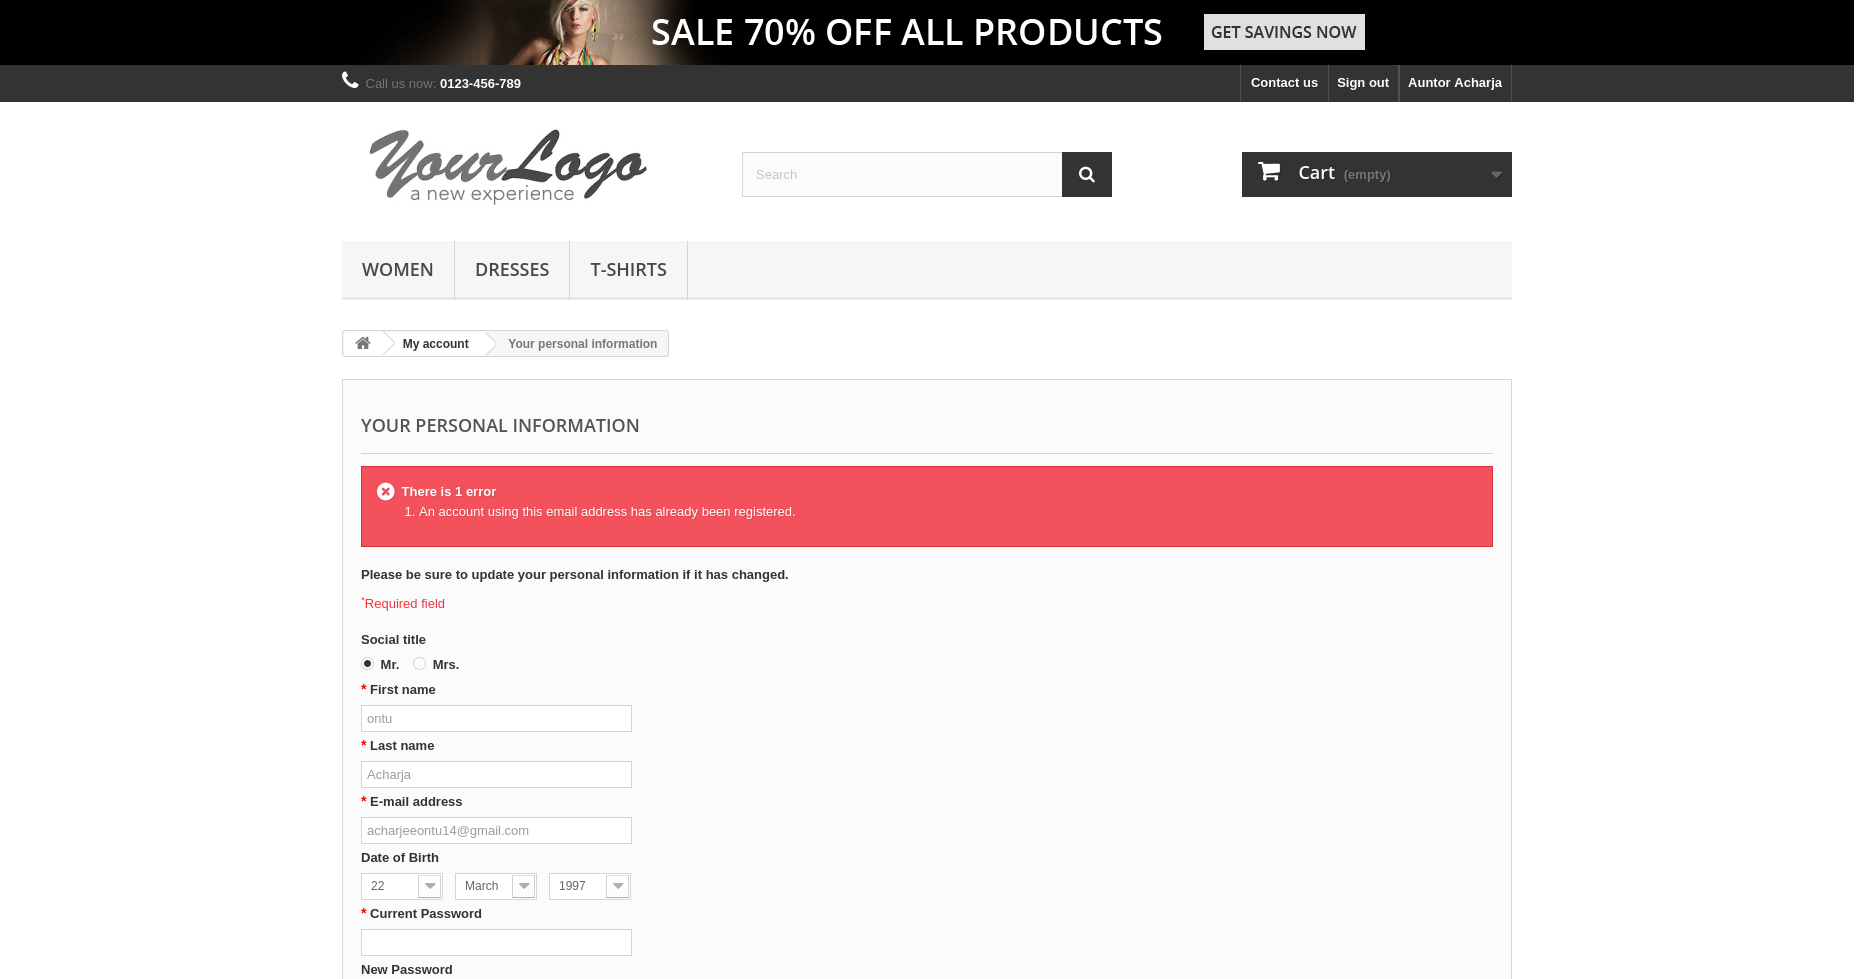 SALE 70% OFF ALL PRODUCTS GET SAVINGS NOW
Call us now: 0123-456-789 Contact us Sign out Auntor Acharja
YourLogo
a new experience
Search
Cart (empty)
WOMEN DRESSES T-SHIRTS
My account Your personal information
YOUR PERSONAL INFORMATION
There is 1 error
1. An account using this email address has already been registered.
Please be sure to update your personal information if it has changed.
*Required field
Social title
Mr. Mrs.
* First name
ontu
* Last name
Acharja
* E-mail address
acharjeeontu14@gmail.com
Date of Birth
22 March 1997
* Current Password
New Password